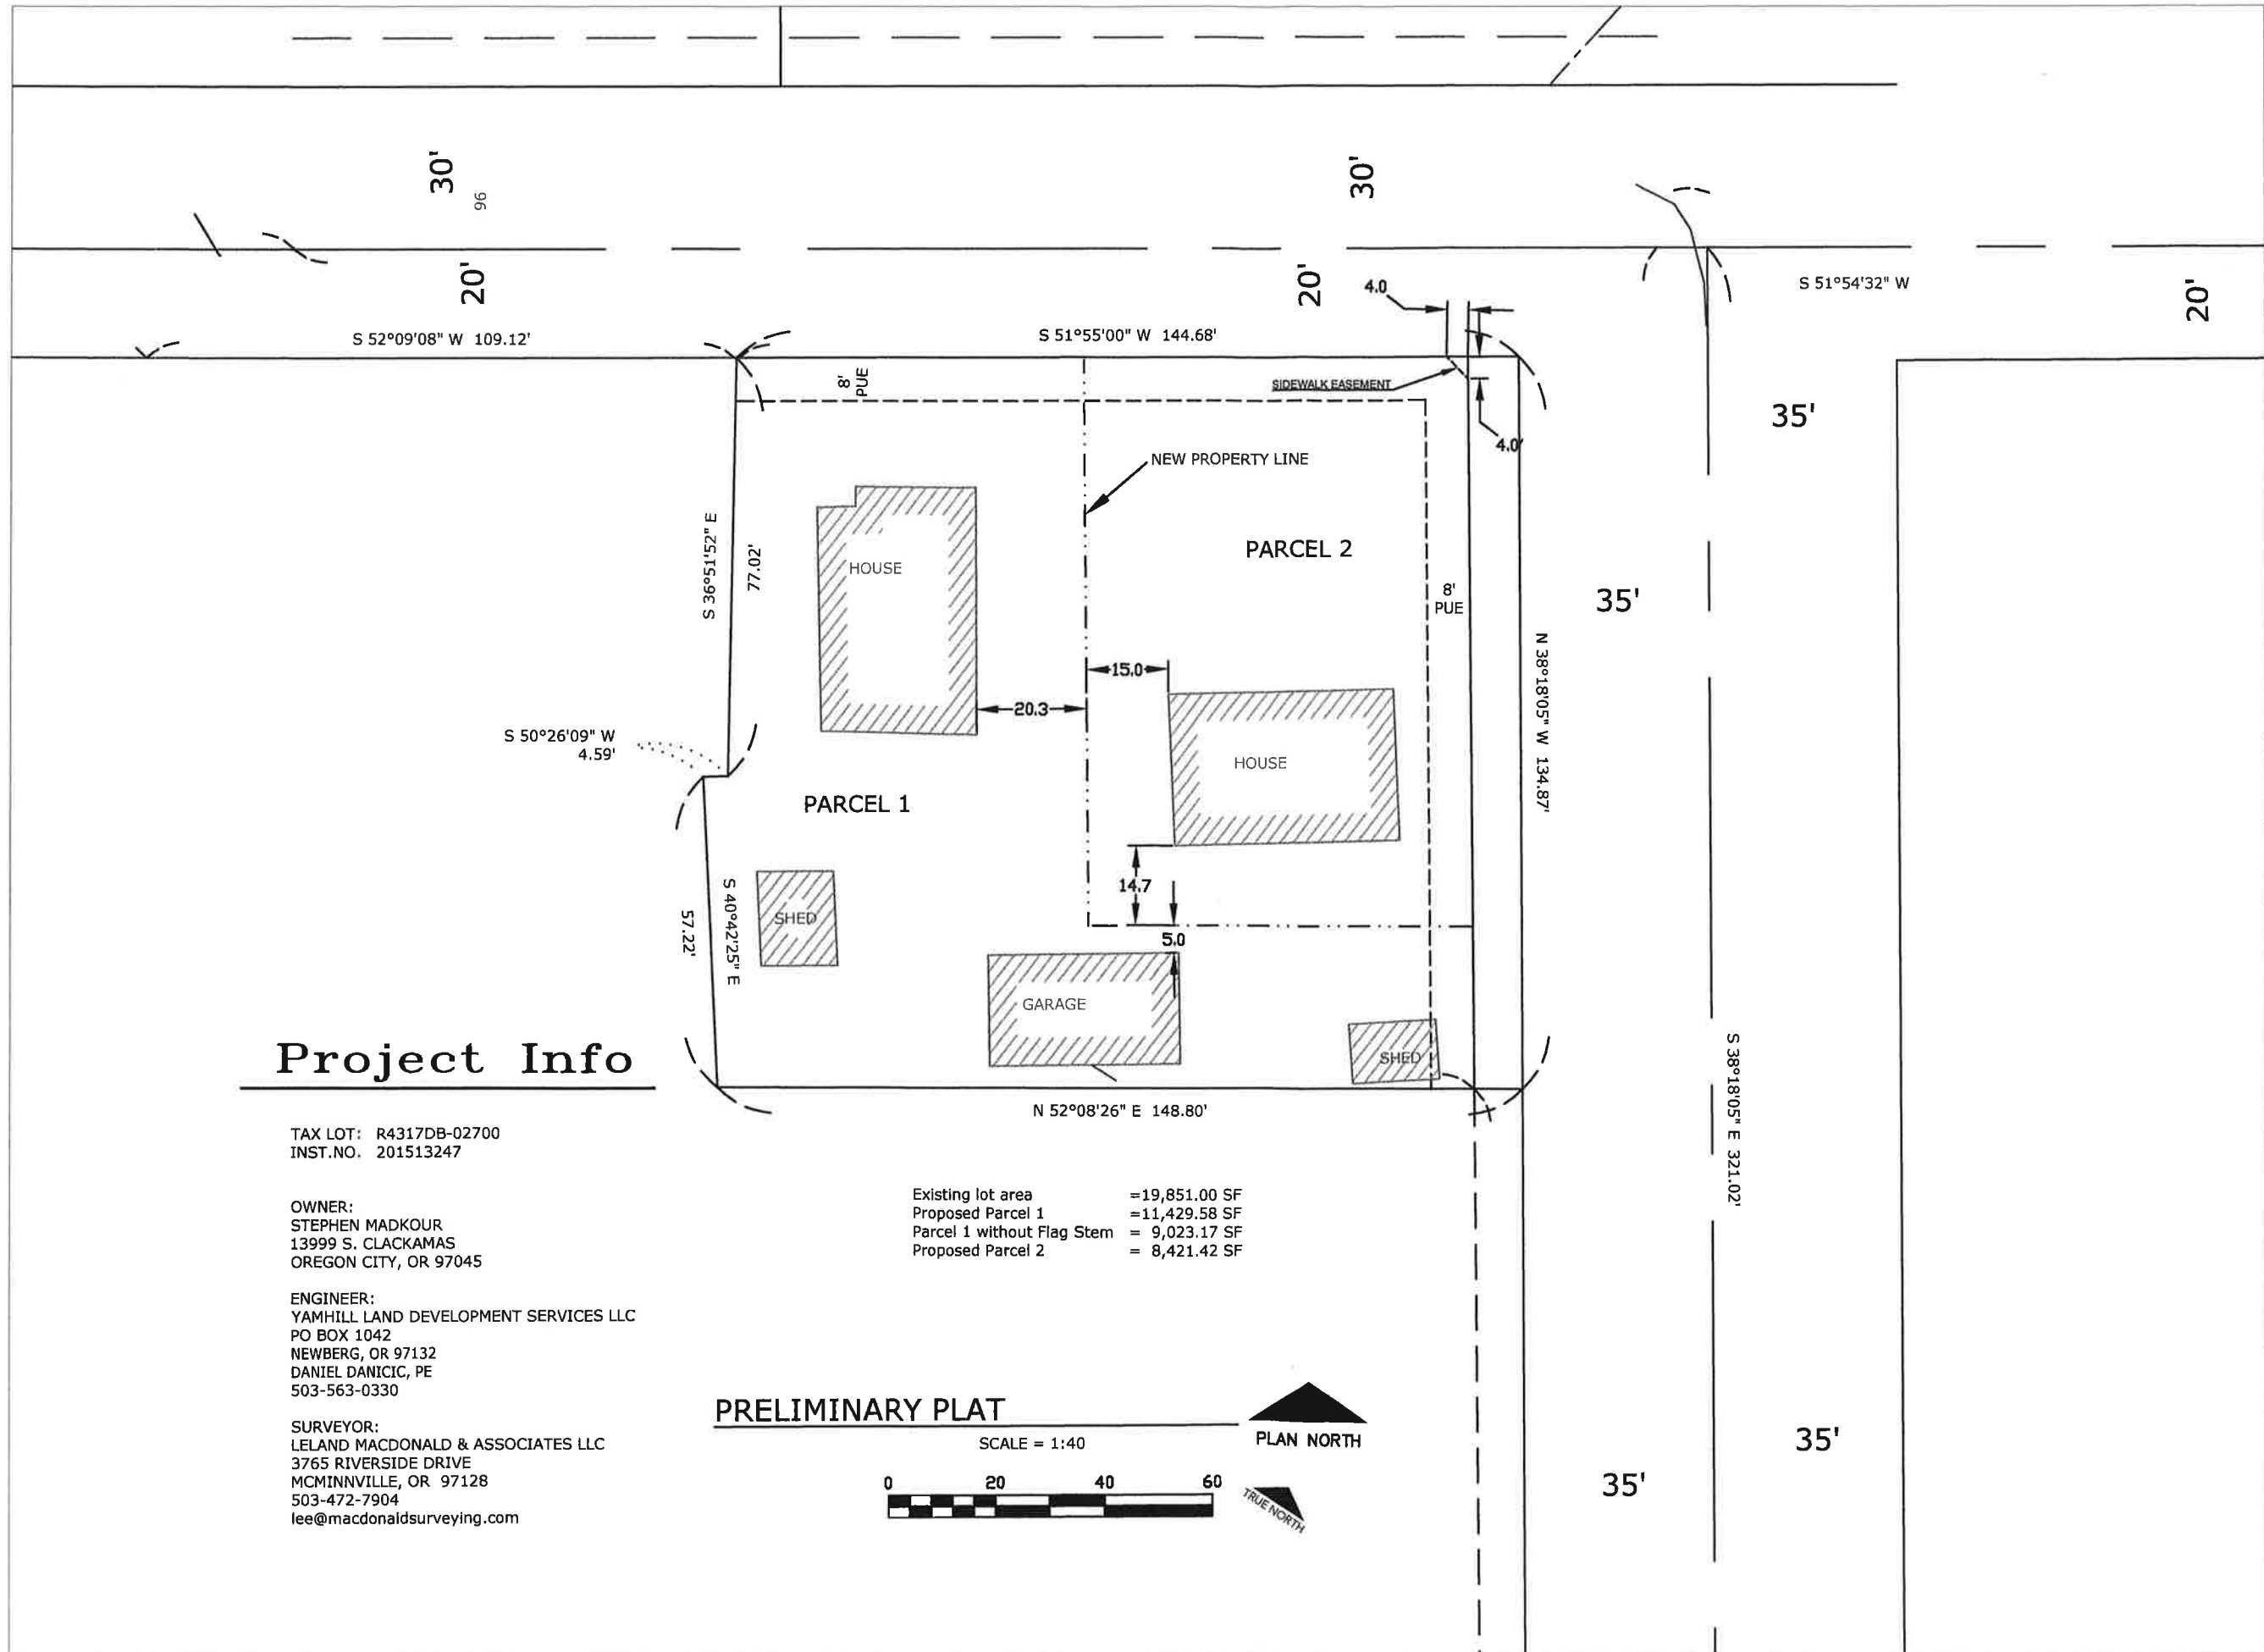 30'
96
30'
20'
20'
4.0
S 51°54'32" W
20'
S 52°09'08" W 109.12'
S 51°55'00" W 144.68'
8'
PUE
SIDEWALK EASEMENT
4.0'
35'
NEW PROPERTY LINE
S 36°51'52" E
77.02'
HOUSE
PARCEL 2
8'
PUE
35'
15.0
20.3
N 38°18'05" W 134.87'
S 50°26'09" W
4.59'
HOUSE
PARCEL 1
14.7
S 40°42'25" E
57.22'
SHED
5.0
GARAGE
SHED
N 52°08'26" E 148.80'
S 38°18'05" E 321.02'
Project Info
TAX LOT: R4317DB-02700
INST.NO. 201513247
OWNER:
STEPHEN MADKOUR
13999 S. CLACKAMAS
OREGON CITY, OR 97045
ENGINEER:
YAMHILL LAND DEVELOPMENT SERVICES LLC
PO BOX 1042
NEWBERG, OR 97132
DANIEL DANICIC, PE
503-563-0330
SURVEYOR:
LELAND MACDONALD & ASSOCIATES LLC
3765 RIVERSIDE DRIVE
MCMINNVILLE, OR 97128
503-472-7904
lee@macdonaldsurveying.com
Existing lot area =19,851.00 SF
Proposed Parcel 1 =11,429.58 SF
Parcel 1 without Flag Stem = 9,023.17 SF
Proposed Parcel 2 = 8,421.42 SF
PRELIMINARY PLAT
SCALE = 1:40
0 20 40 60
PLAN NORTH
TRUE NORTH
35'
35'